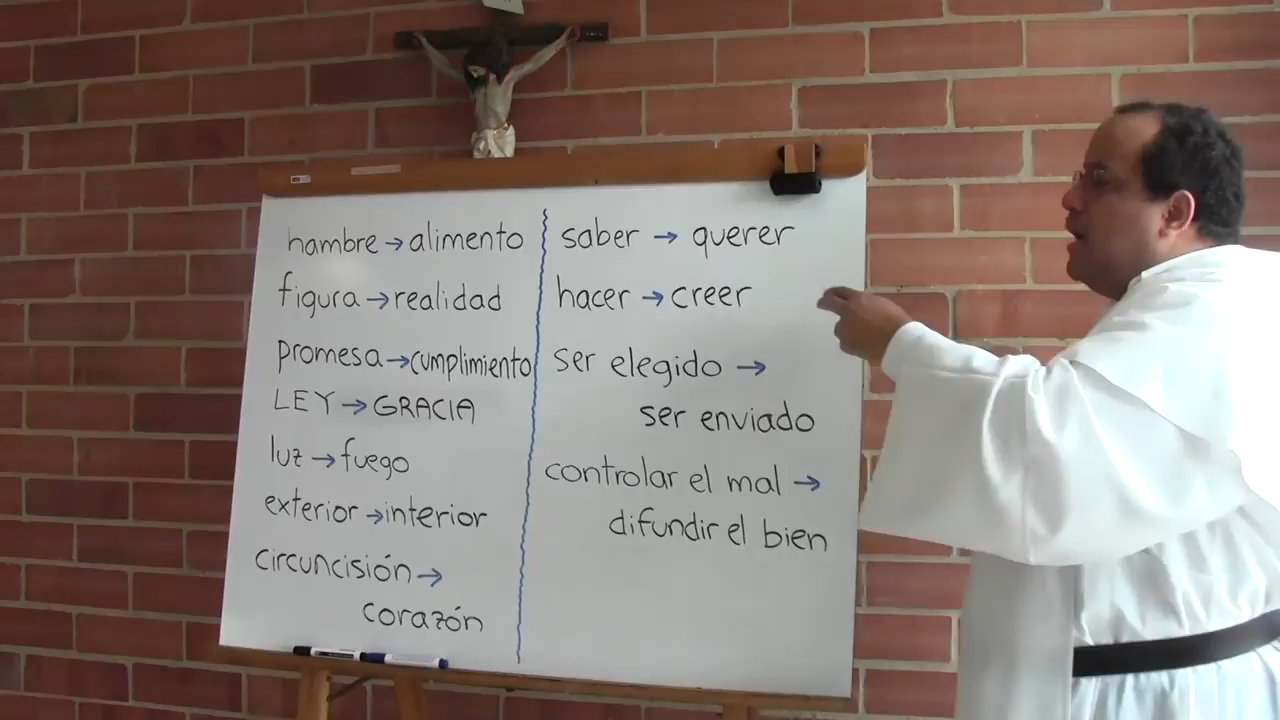 hambre → alimento
figura → realidad
promesa → cumplimiento
LEY → GRACIA
luz → fuego
exterior → interior
circuncisión →
corazón
saber → querer
hacer → creer
ser elegido →
ser enviado
controlar el mal →
difundir el bien